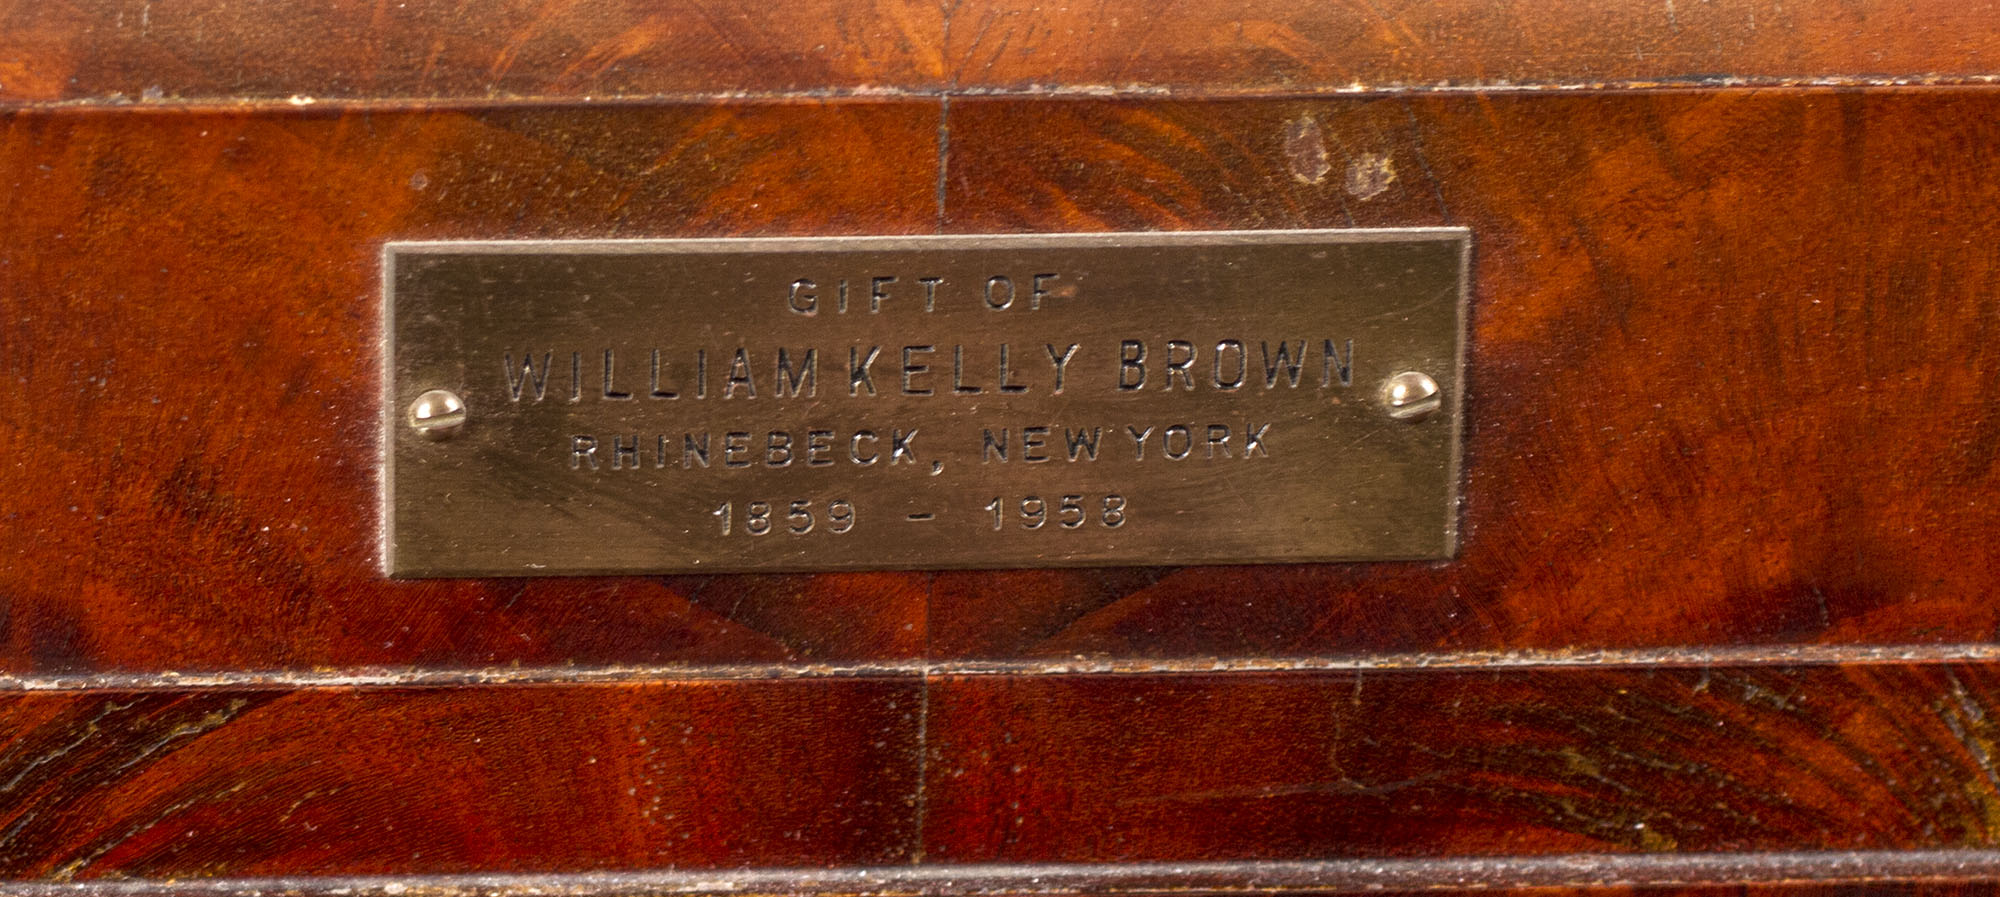 GIFT OF
WILLIAM KELLY BROWN
RHINEBECK, NEW YORK
1859 - 1958